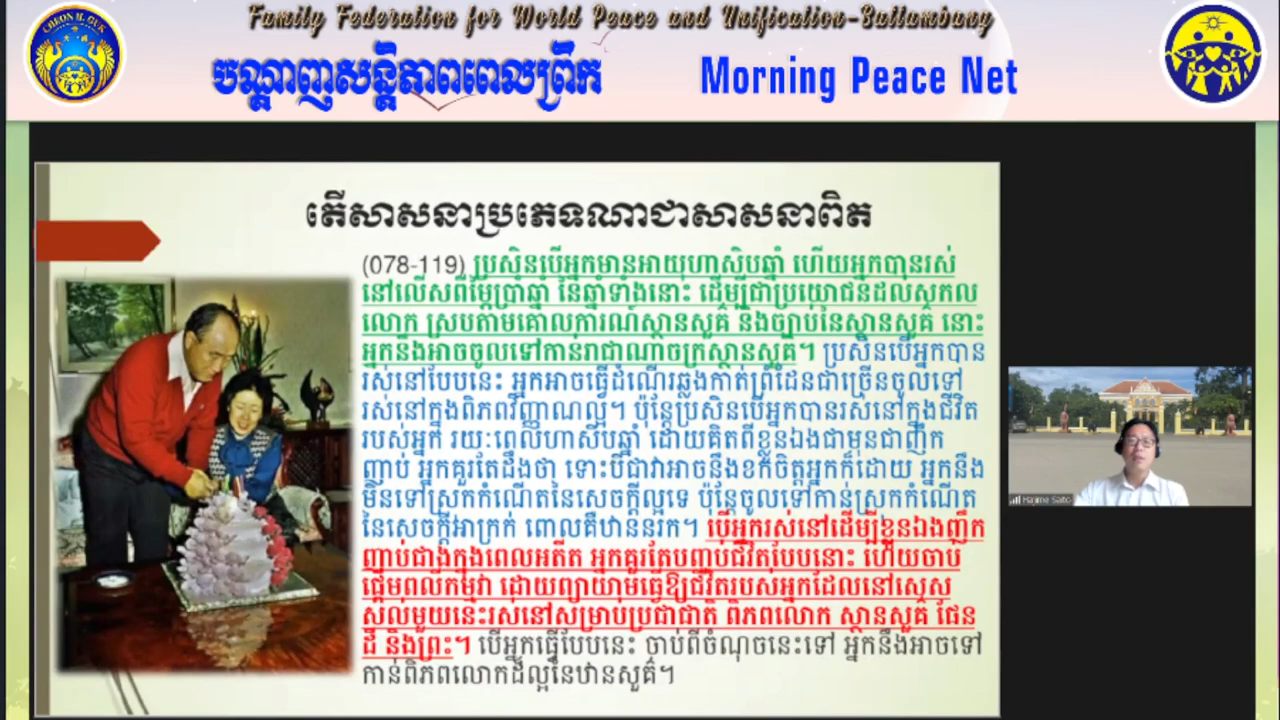 Family Federation for World Peace and Unification-Battambang
CHEON IL GUK
បណ្តាញសន្តិភាពពេលព្រឹក
Morning Peace Net
តើសាសនាប្រភេទណាជាសាសនាពិត
(078-119) ប្រសិនបើអ្នកមានអាយុហាសិបឆ្នាំ ហើយអ្នកបានរស់
នៅលើសពីម្ភៃប្រាំឆ្នាំ នៃឆ្នាំទាំងនោះ ដើម្បីជាប្រយោជន៍ដល់សកល
លោក ស្របតាមគោលការណ៍ស្ថានសួគ៌ និងច្បាប់នៃស្ថានសួគ៌ នោះ
អ្នកនឹងអាចចូលទៅកាន់រាជាណាចក្រស្ថានសួគ៌។ ប្រសិនបើអ្នកបាន
រស់នៅបែបនេះ អ្នកអាចធ្វើដំណើរឆ្លងកាត់ព្រំដែនជាច្រើនចូលទៅ
រស់នៅក្នុងពិភពវិញ្ញាណល្អ។ ប៉ុន្តែប្រសិនបើអ្នកបានរស់នៅក្នុងជីវិត
របស់អ្នក រយៈពេលហាសិបឆ្នាំ ដោយគិតពីខ្លួនឯងជាមុនជាញឹក
ញាប់ អ្នកគួរតែដឹងថា ទោះបីជាវាអាចនឹងខកចិត្តអ្នកក៏ដោយ អ្នកនឹង
មិនទៅស្រុកកំណើតនៃសេចក្តីល្អទេ ប៉ុន្តែចូលទៅកាន់ស្រុកកំណើត
នៃសេចក្តីអាក្រក់ ពោលគឺឋាននរក។ បើអ្នករស់នៅដើម្បីខ្លួនឯងញឹក
ញាប់ជាងក្នុងពេលអតីត អ្នកគួរតែបញ្ចប់ជីវិតបែបនោះ ហើយចាប់
ផ្តើមពលិកម្មវា ដោយព្យាយាមធ្វើឱ្យជីវិតរបស់អ្នកដែលនៅសេស
សល់មួយនេះរស់នៅសម្រាប់ប្រជាជាតិ ពិភពលោក ស្ថានសួគ៌ ផែន
ដី និងព្រះ។ បើអ្នកធ្វើបែបនេះ ចាប់ពីចំណុចនេះទៅ អ្នកនឹងអាចទៅ
កាន់ពិភពលោកដ៏ល្អនៃឋានសួគ៌។
Hajime Saito